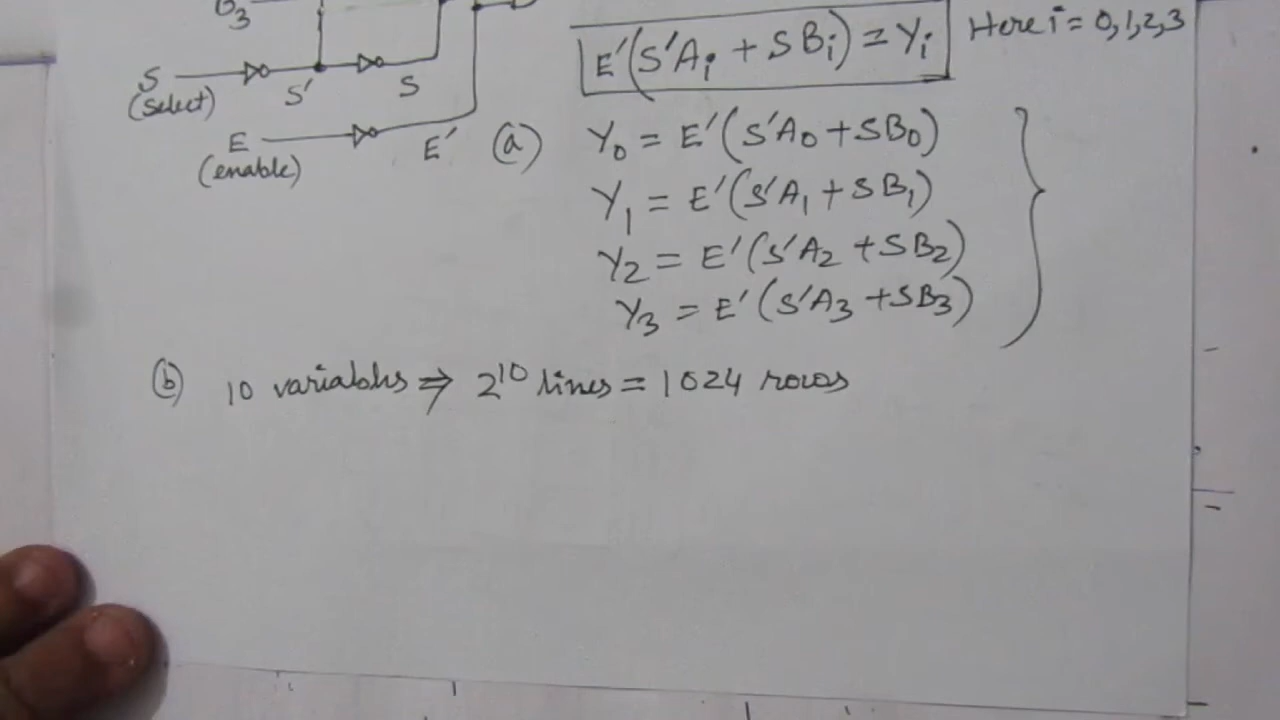 B3
E'(S'Ai + SBi) = Yi Here i = 0,1,2,3
S S' S
(select)
E E'
(enable)
(a) Y0 = E'(S'A0 + SB0)
Y1 = E'(S'A1 + SB1)
Y2 = E'(S'A2 + SB2)
Y3 = E'(S'A3 + SB3)
(b) 10 variables ⇒ 2^10 lines = 1024 rows